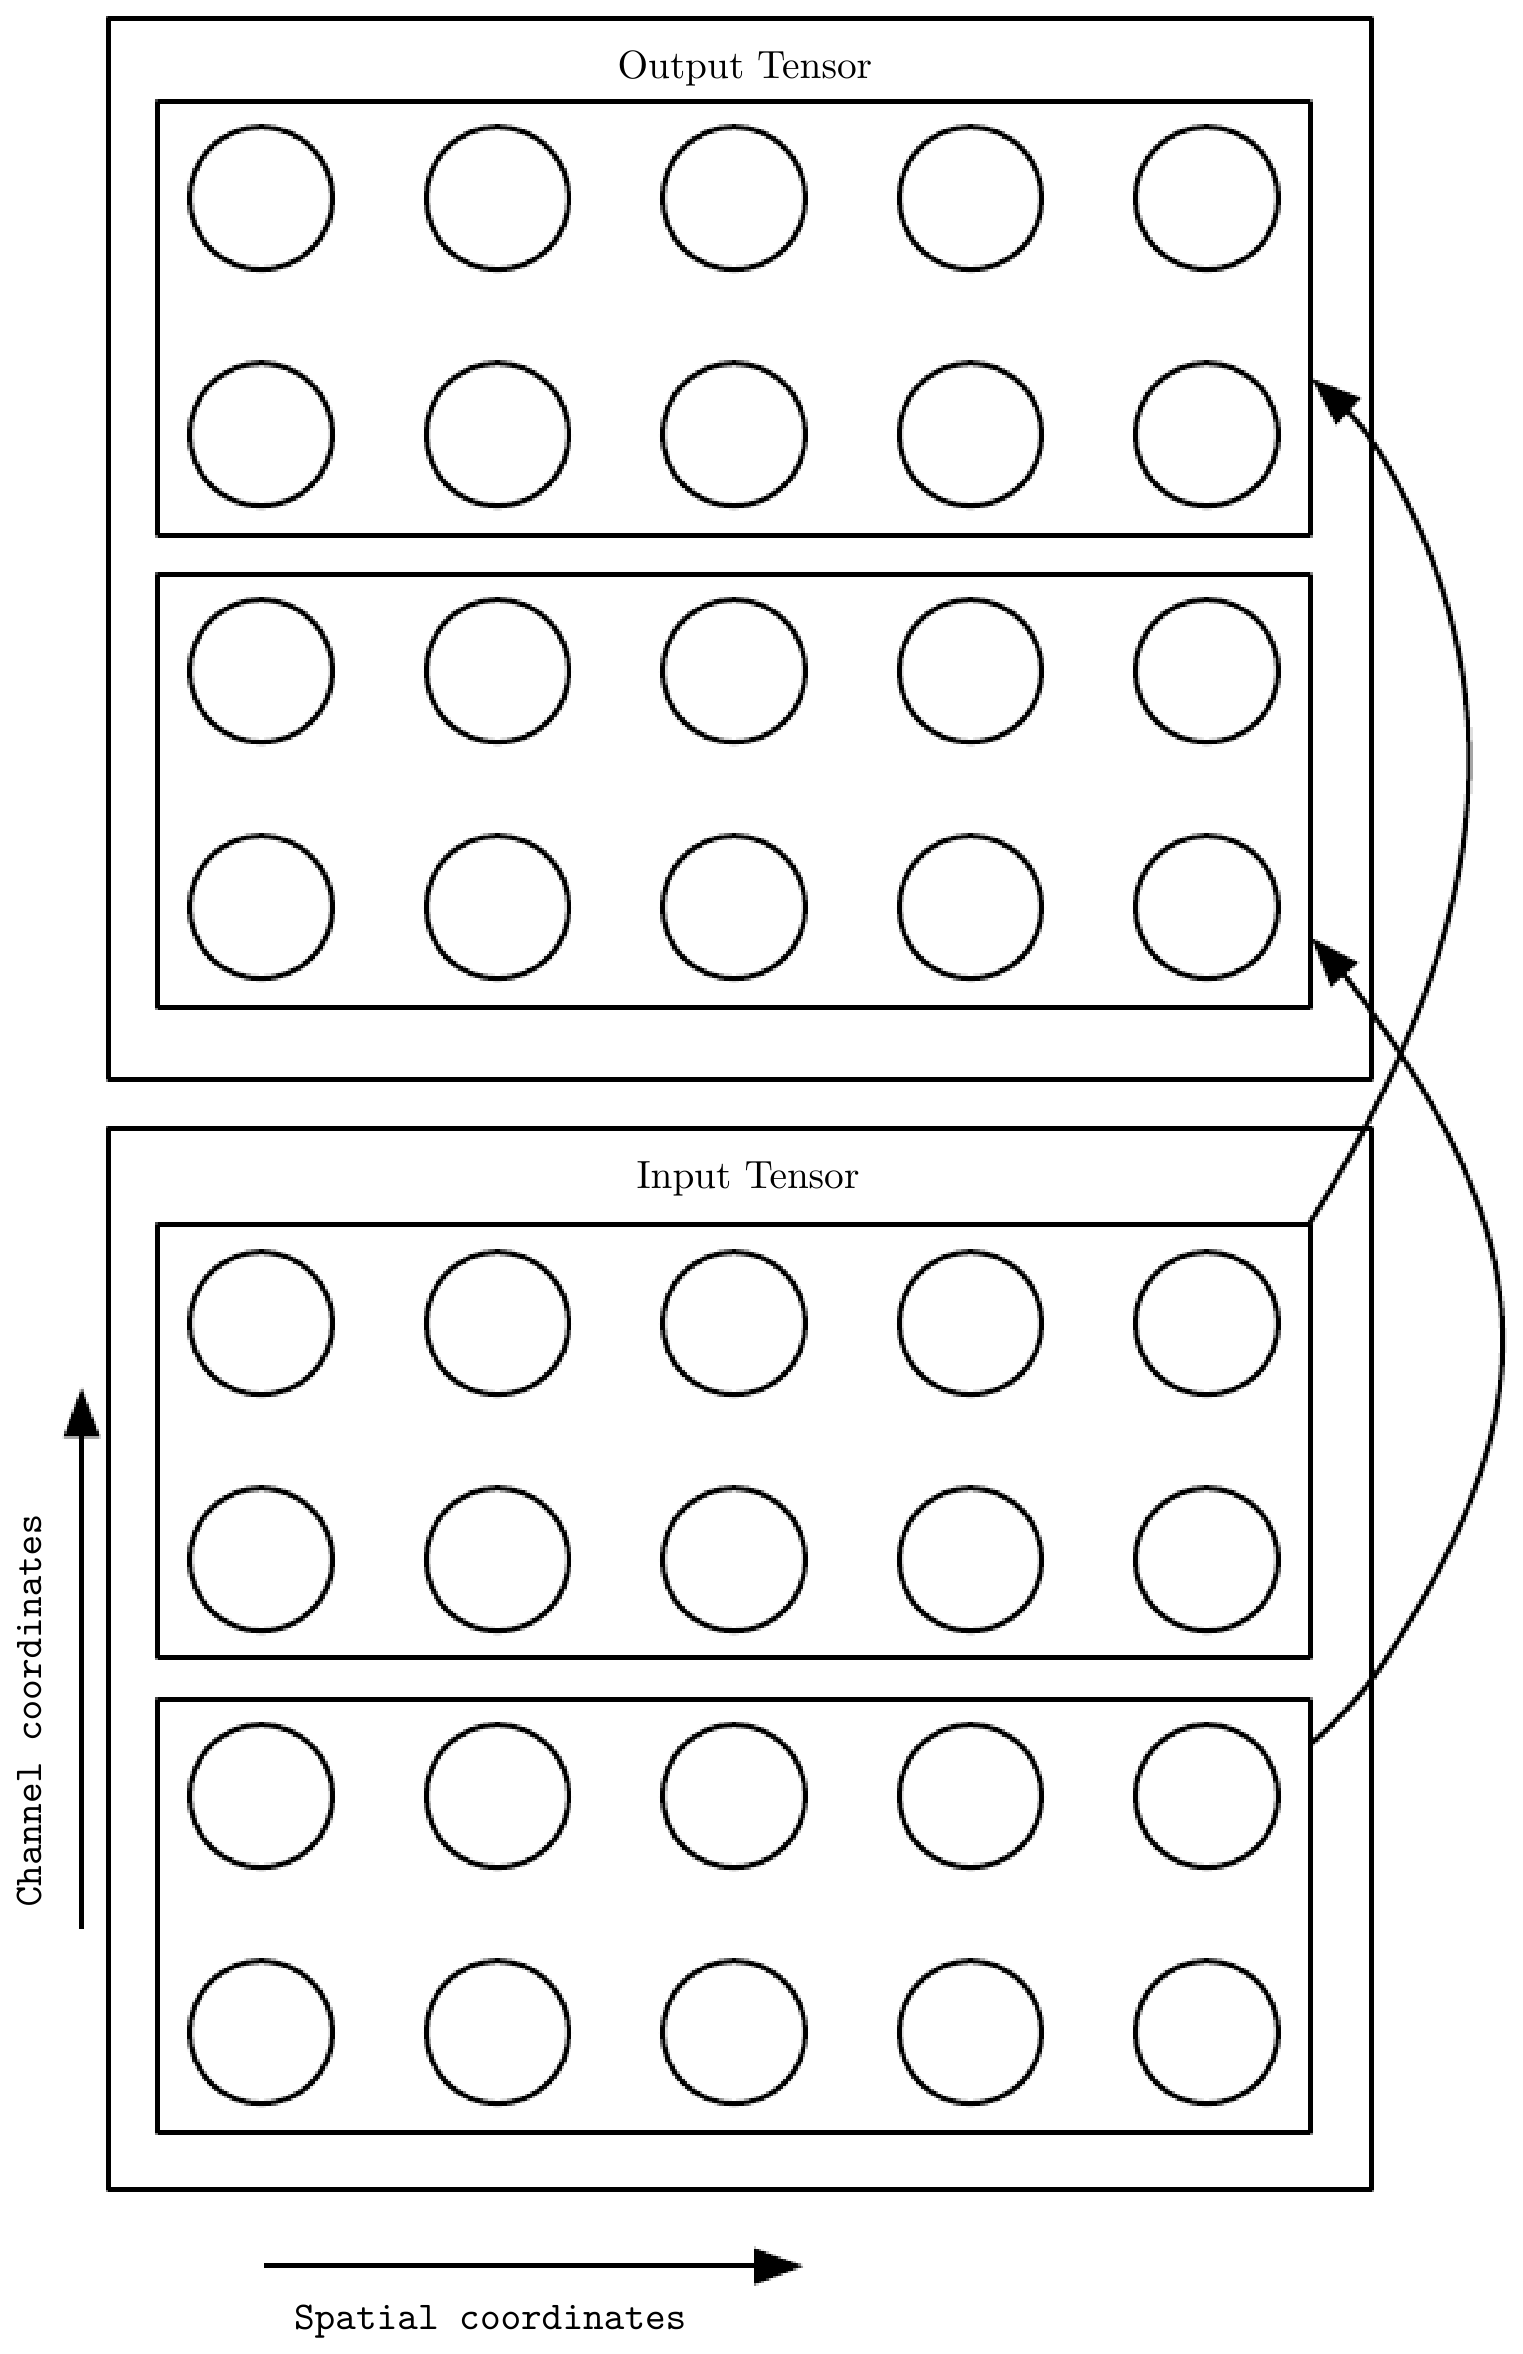 Output Tensor
Input Tensor
Channel coordinates
Spatial coordinates